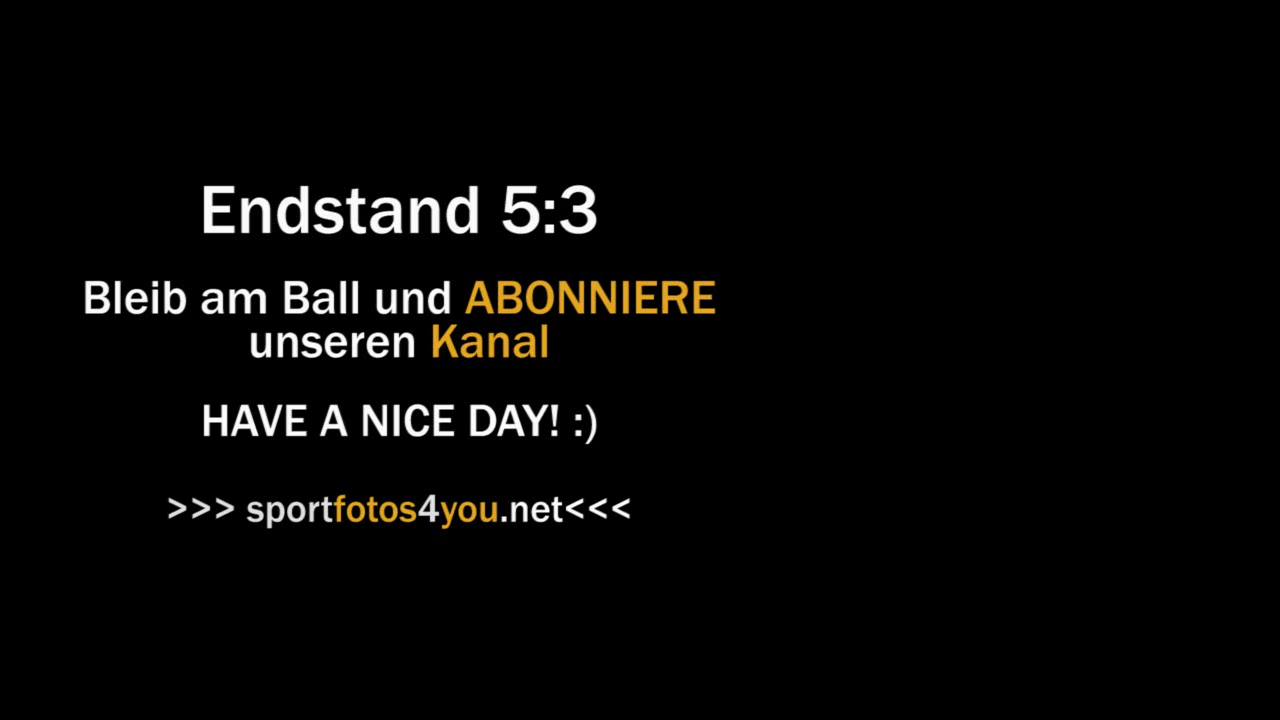 Endstand 5:3
Bleib am Ball und ABONNIERE
unseren Kanal
HAVE A NICE DAY! :)
>>> sportfotos4you.net<<<